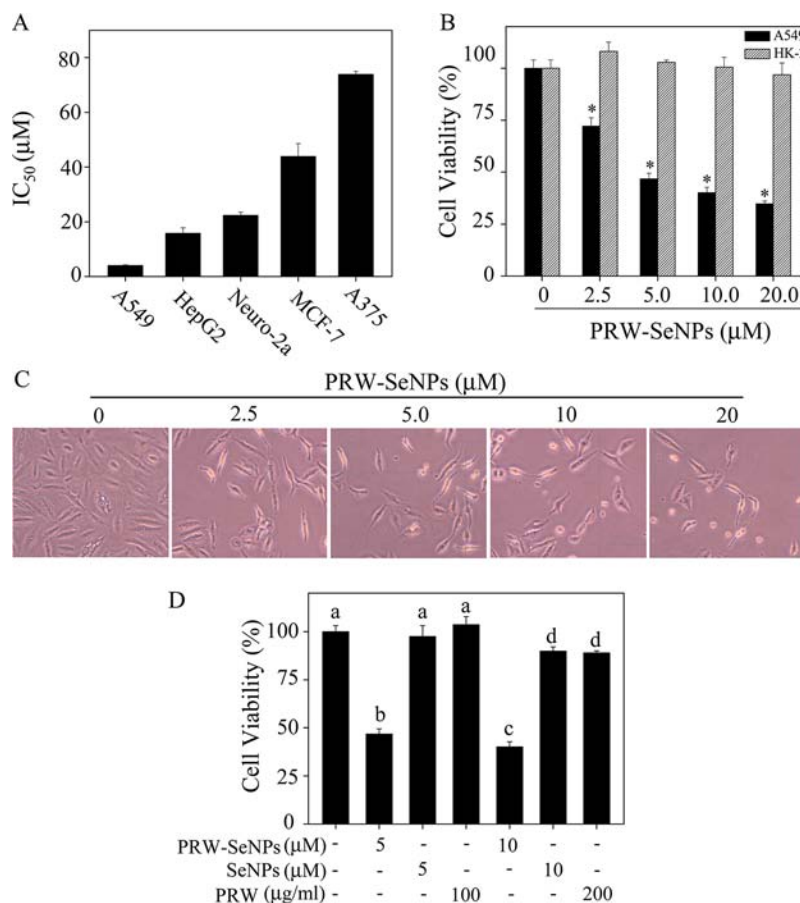 A
IC50 (μM)
80
60
40
20
0
A549
HepG2
Neuro-2a
MCF-7
A375
B
Cell Viability (%)
100
75
50
25
0
A549
HK-
* * * *
0 2.5 5.0 10.0 20.0
PRW-SeNPs (μM)
C
PRW-SeNPs (μM)
0 2.5 5.0 10 20
D
Cell Viability (%)
100
75
50
25
0
a b a a c d d
PRW-SeNPs (μM) - 5 - - 10 - -
SeNPs (μM) - - 5 - - 10 -
PRW (μg/ml) - - - 100 - - 200